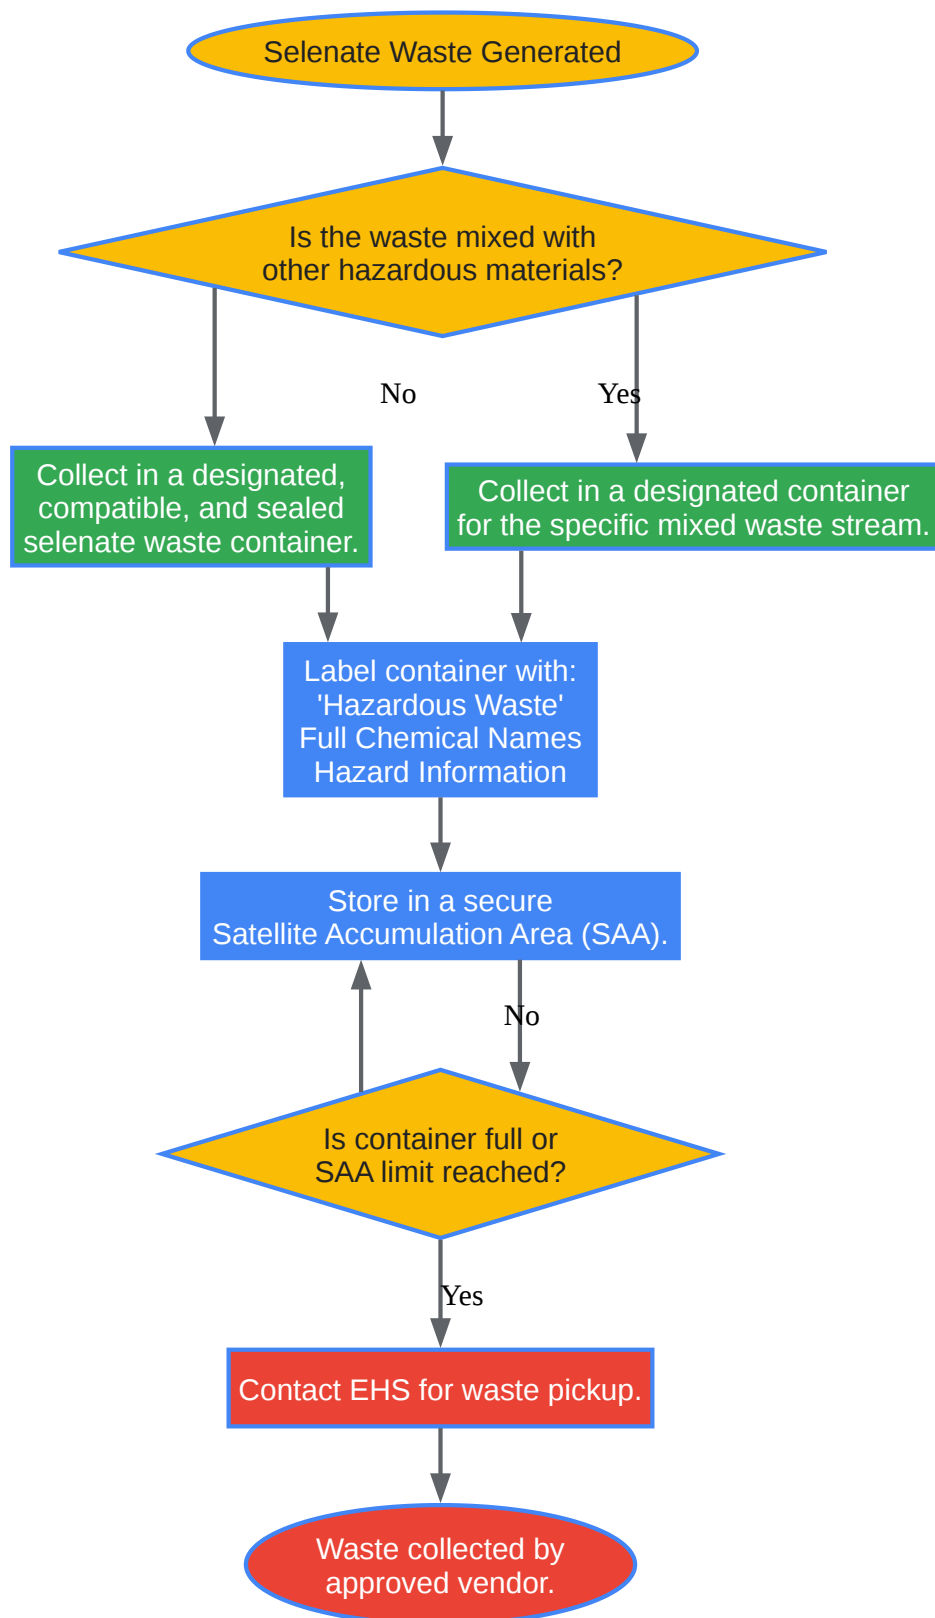 Selenate Waste Generated
Is the waste mixed with
other hazardous materials?
No
Yes
Collect in a designated,
compatible, and sealed
selenate waste container.
Collect in a designated container
for the specific mixed waste stream.
Label container with:
'Hazardous Waste'
Full Chemical Names
Hazard Information
Store in a secure
Satellite Accumulation Area (SAA).
No
Is container full or
SAA limit reached?
Yes
Contact EHS for waste pickup.
Waste collected by
approved vendor.